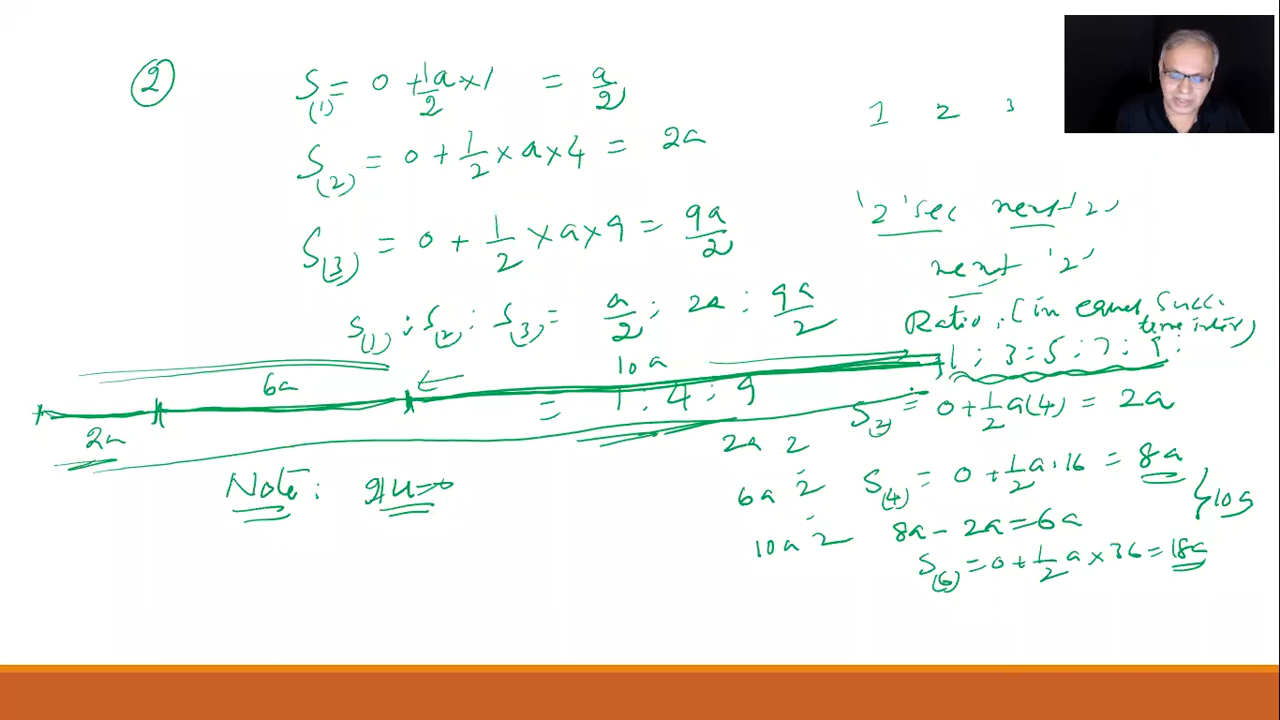 ②
S(1) = 0 + 1/2 a × 1 = a/2
S(2) = 0 + 1/2 × a × 4 = 2a
S(3) = 0 + 1/2 × a × 9 = 9a/2
S(1) : S(2) : S(3) = a/2 : 2a : 9a/2
= 1 : 4 : 9
2a 6a 10a
Note: If u=0
1 2 3
'2' sec next '2'
next '2'
Ratio : (in equal succ. time inter)
1 : 3 : 5 : 7 : 9 :
S(2) = 0 + 1/2 a(4) = 2a
2a 2
6a 2
10a 2
S(4) = 0 + 1/2 a · 16 = 8a
8a - 2a = 6a
S(6) = 0 + 1/2 a × 36 = 18a
} 10a